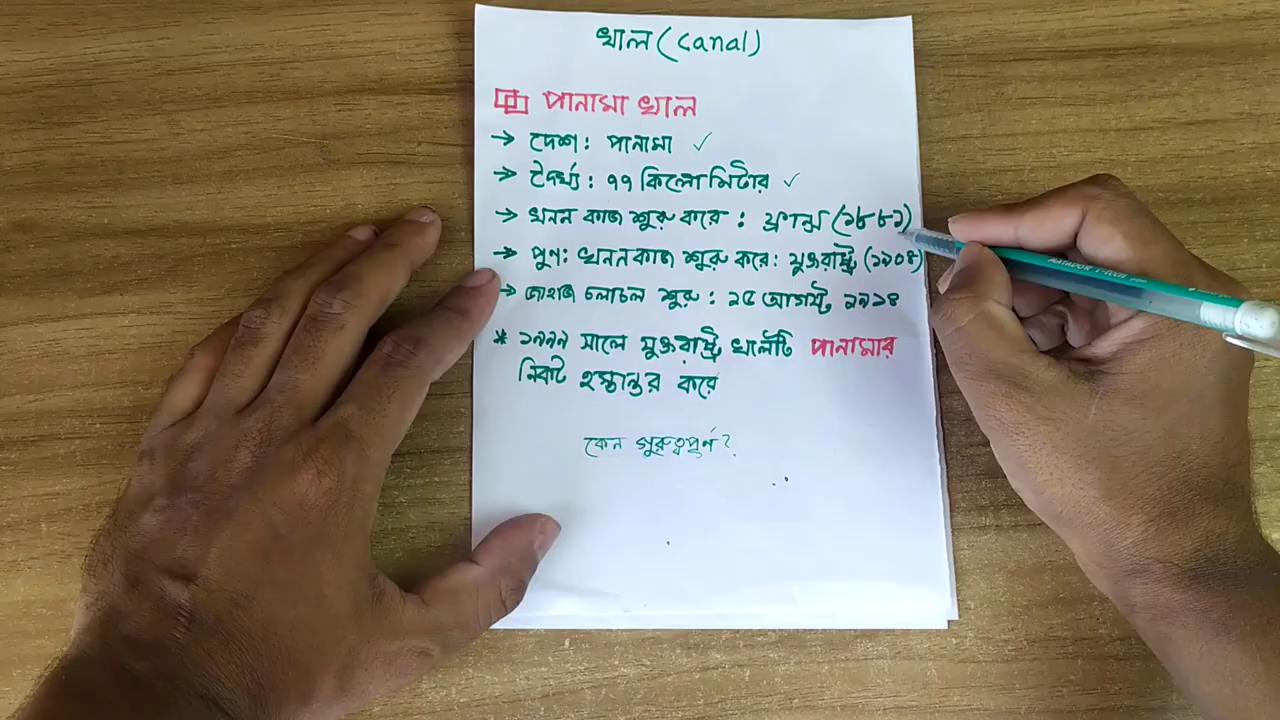 খাল (canal)
পানামা খাল
→ দেশ: পানামা ✓
→ দৈর্ঘ্য: ৭৭ কিলোমিটার ✓
→ খনন কাজ শুরু করে: ফ্রান্স (১৮৮১)
→ পুণ: খননকাজ শুরু করে: যুক্তরাষ্ট্র (১৯০৪)
→ জাহাজ চলাচল শুরু: ১৫ আগস্ট ১৯১৪
* ১৯৯৯ সালে যুক্তরাষ্ট্র খালটি পানামার
নিকট হস্তান্তর করে
কেন গুরুত্বপূর্ণ?
MATADOR